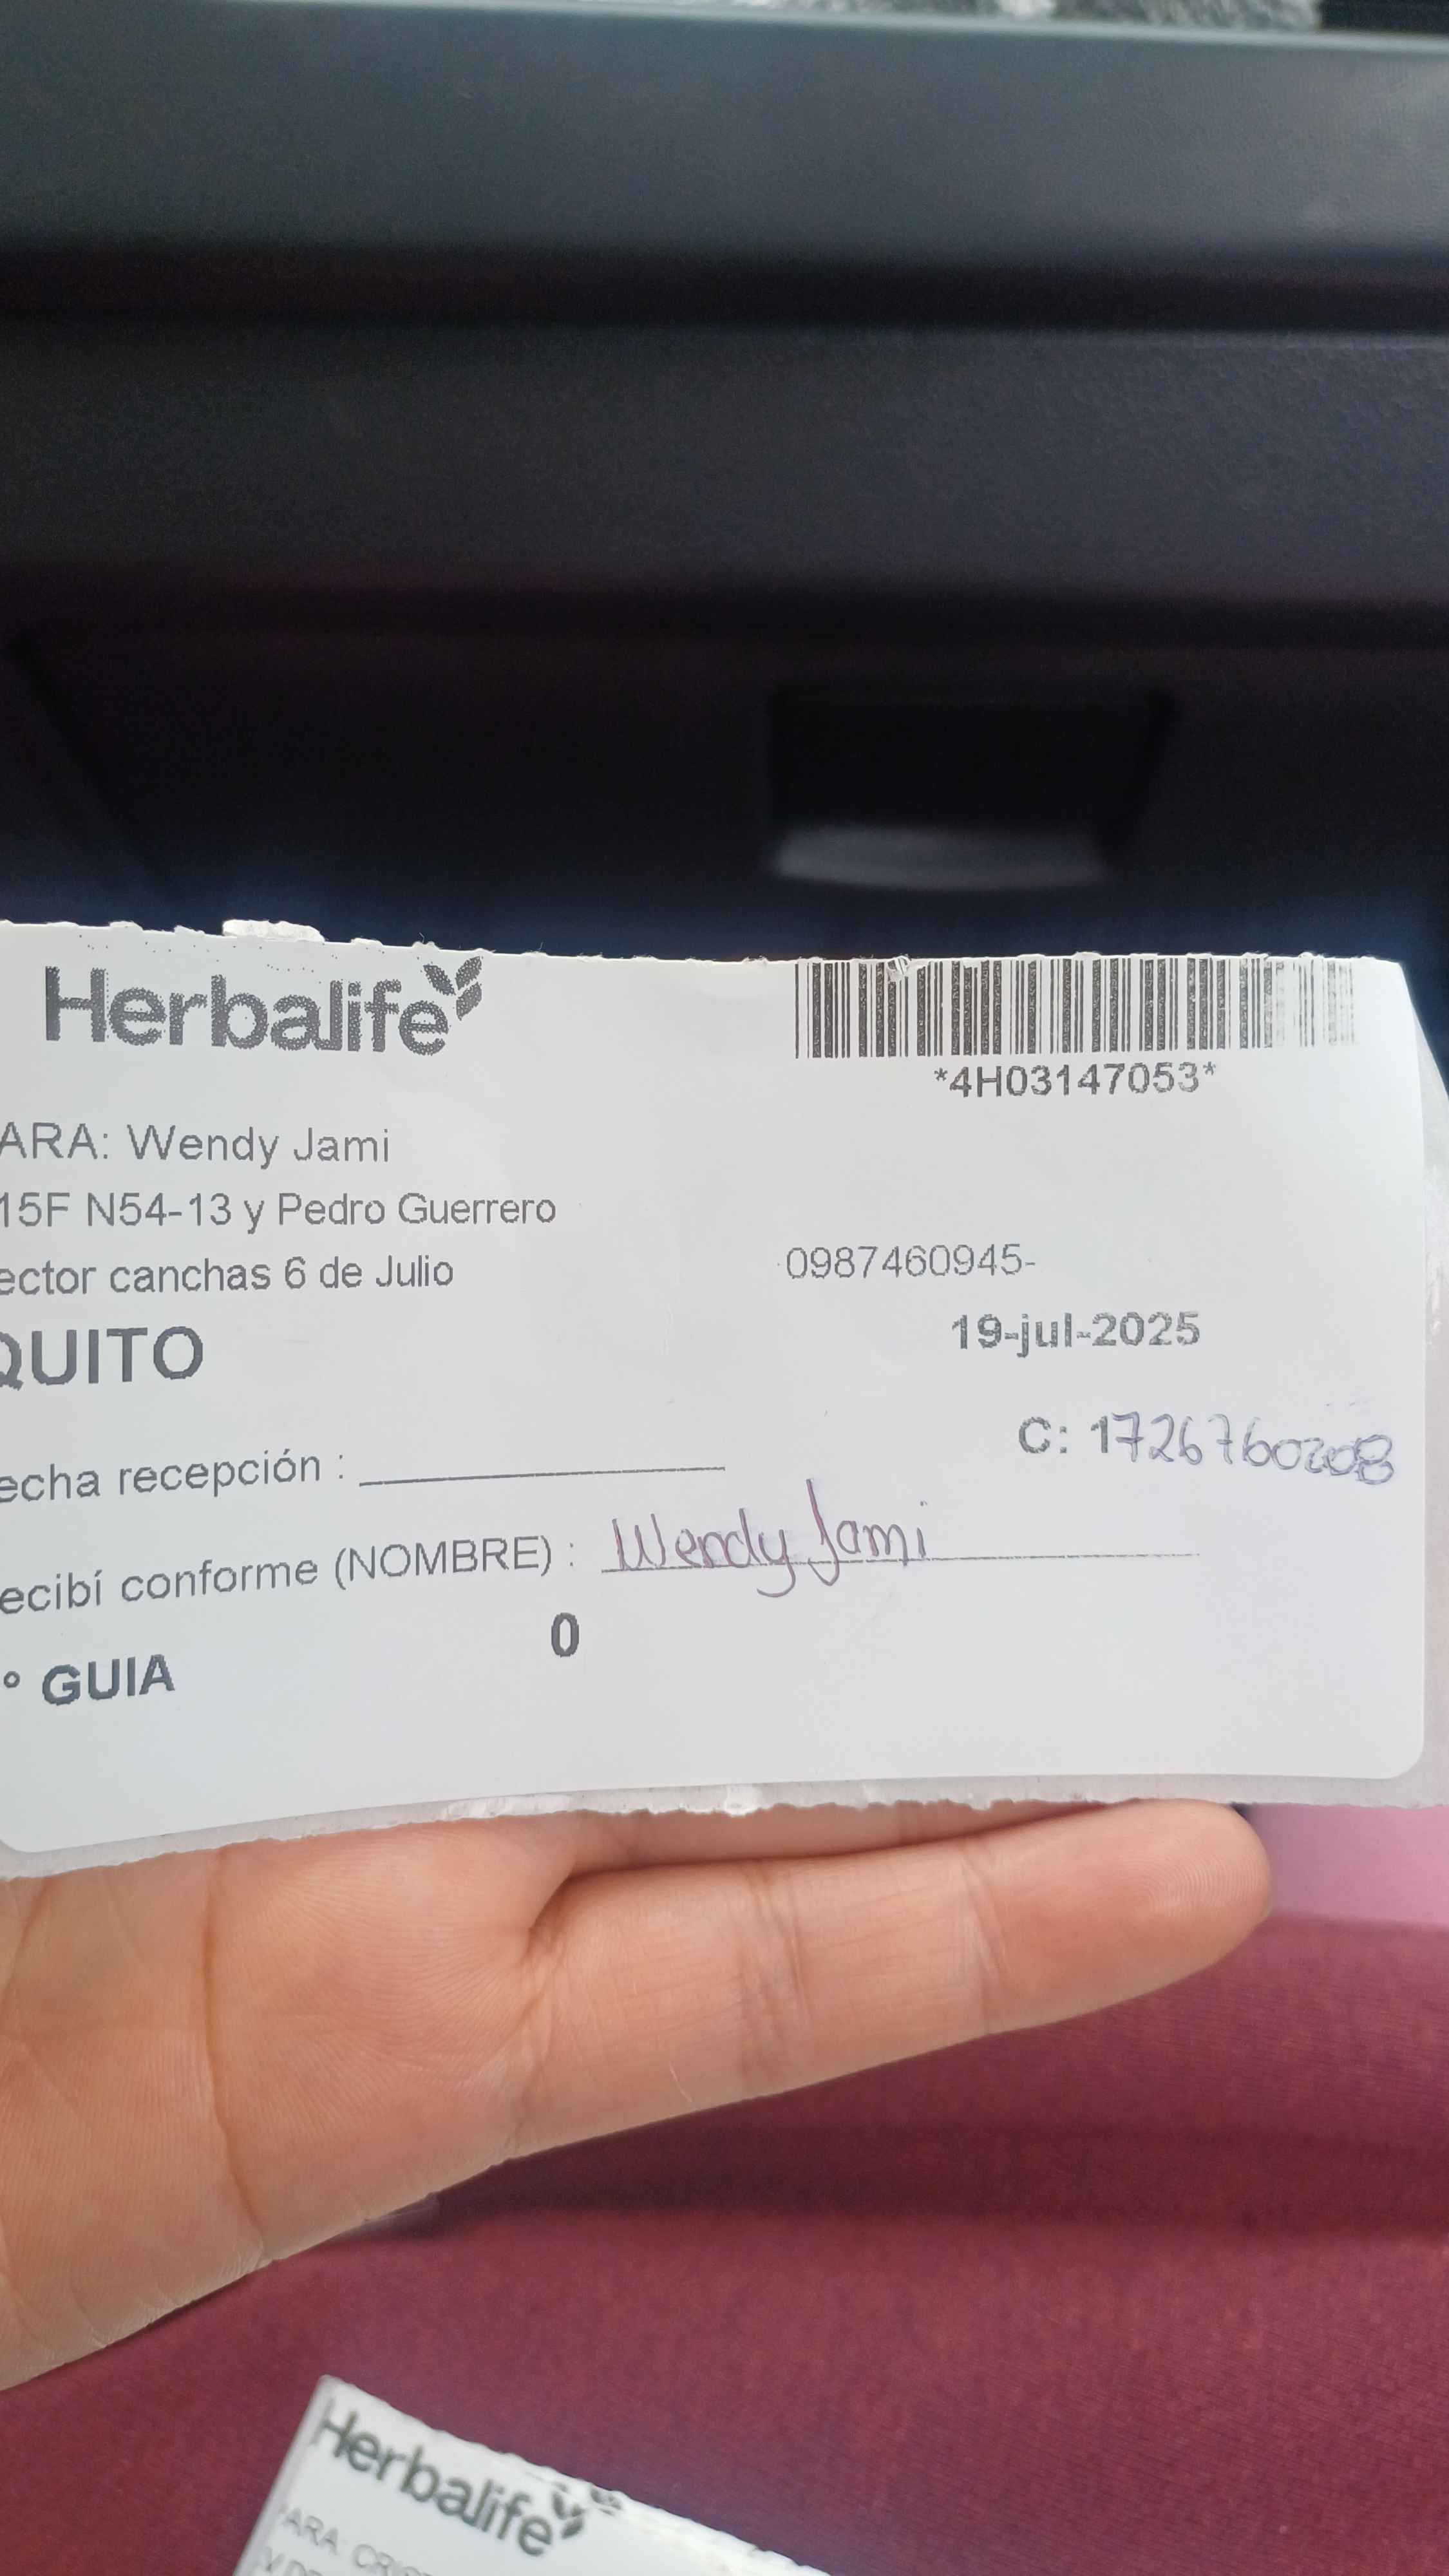 Herbalife
*4H03147053*
ARA: Wendy Jami
15F N54-13 y Pedro Guerrero
ector canchas 6 de Julio
0987460945-
QUITO
19-jul-2025
C: 1726760208
echa recepción :
ecibí conforme (NOMBRE) : Wendy Jami
0
° GUIA
Herbalife
ARA